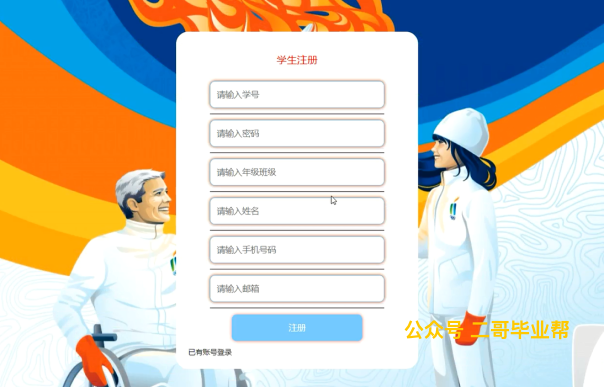 学生注册
请输入学号
请输入密码
请输入年级班级
请输入姓名
请输入手机号码
请输入邮箱
注册
已有账号登录
公众号 二哥毕业帮